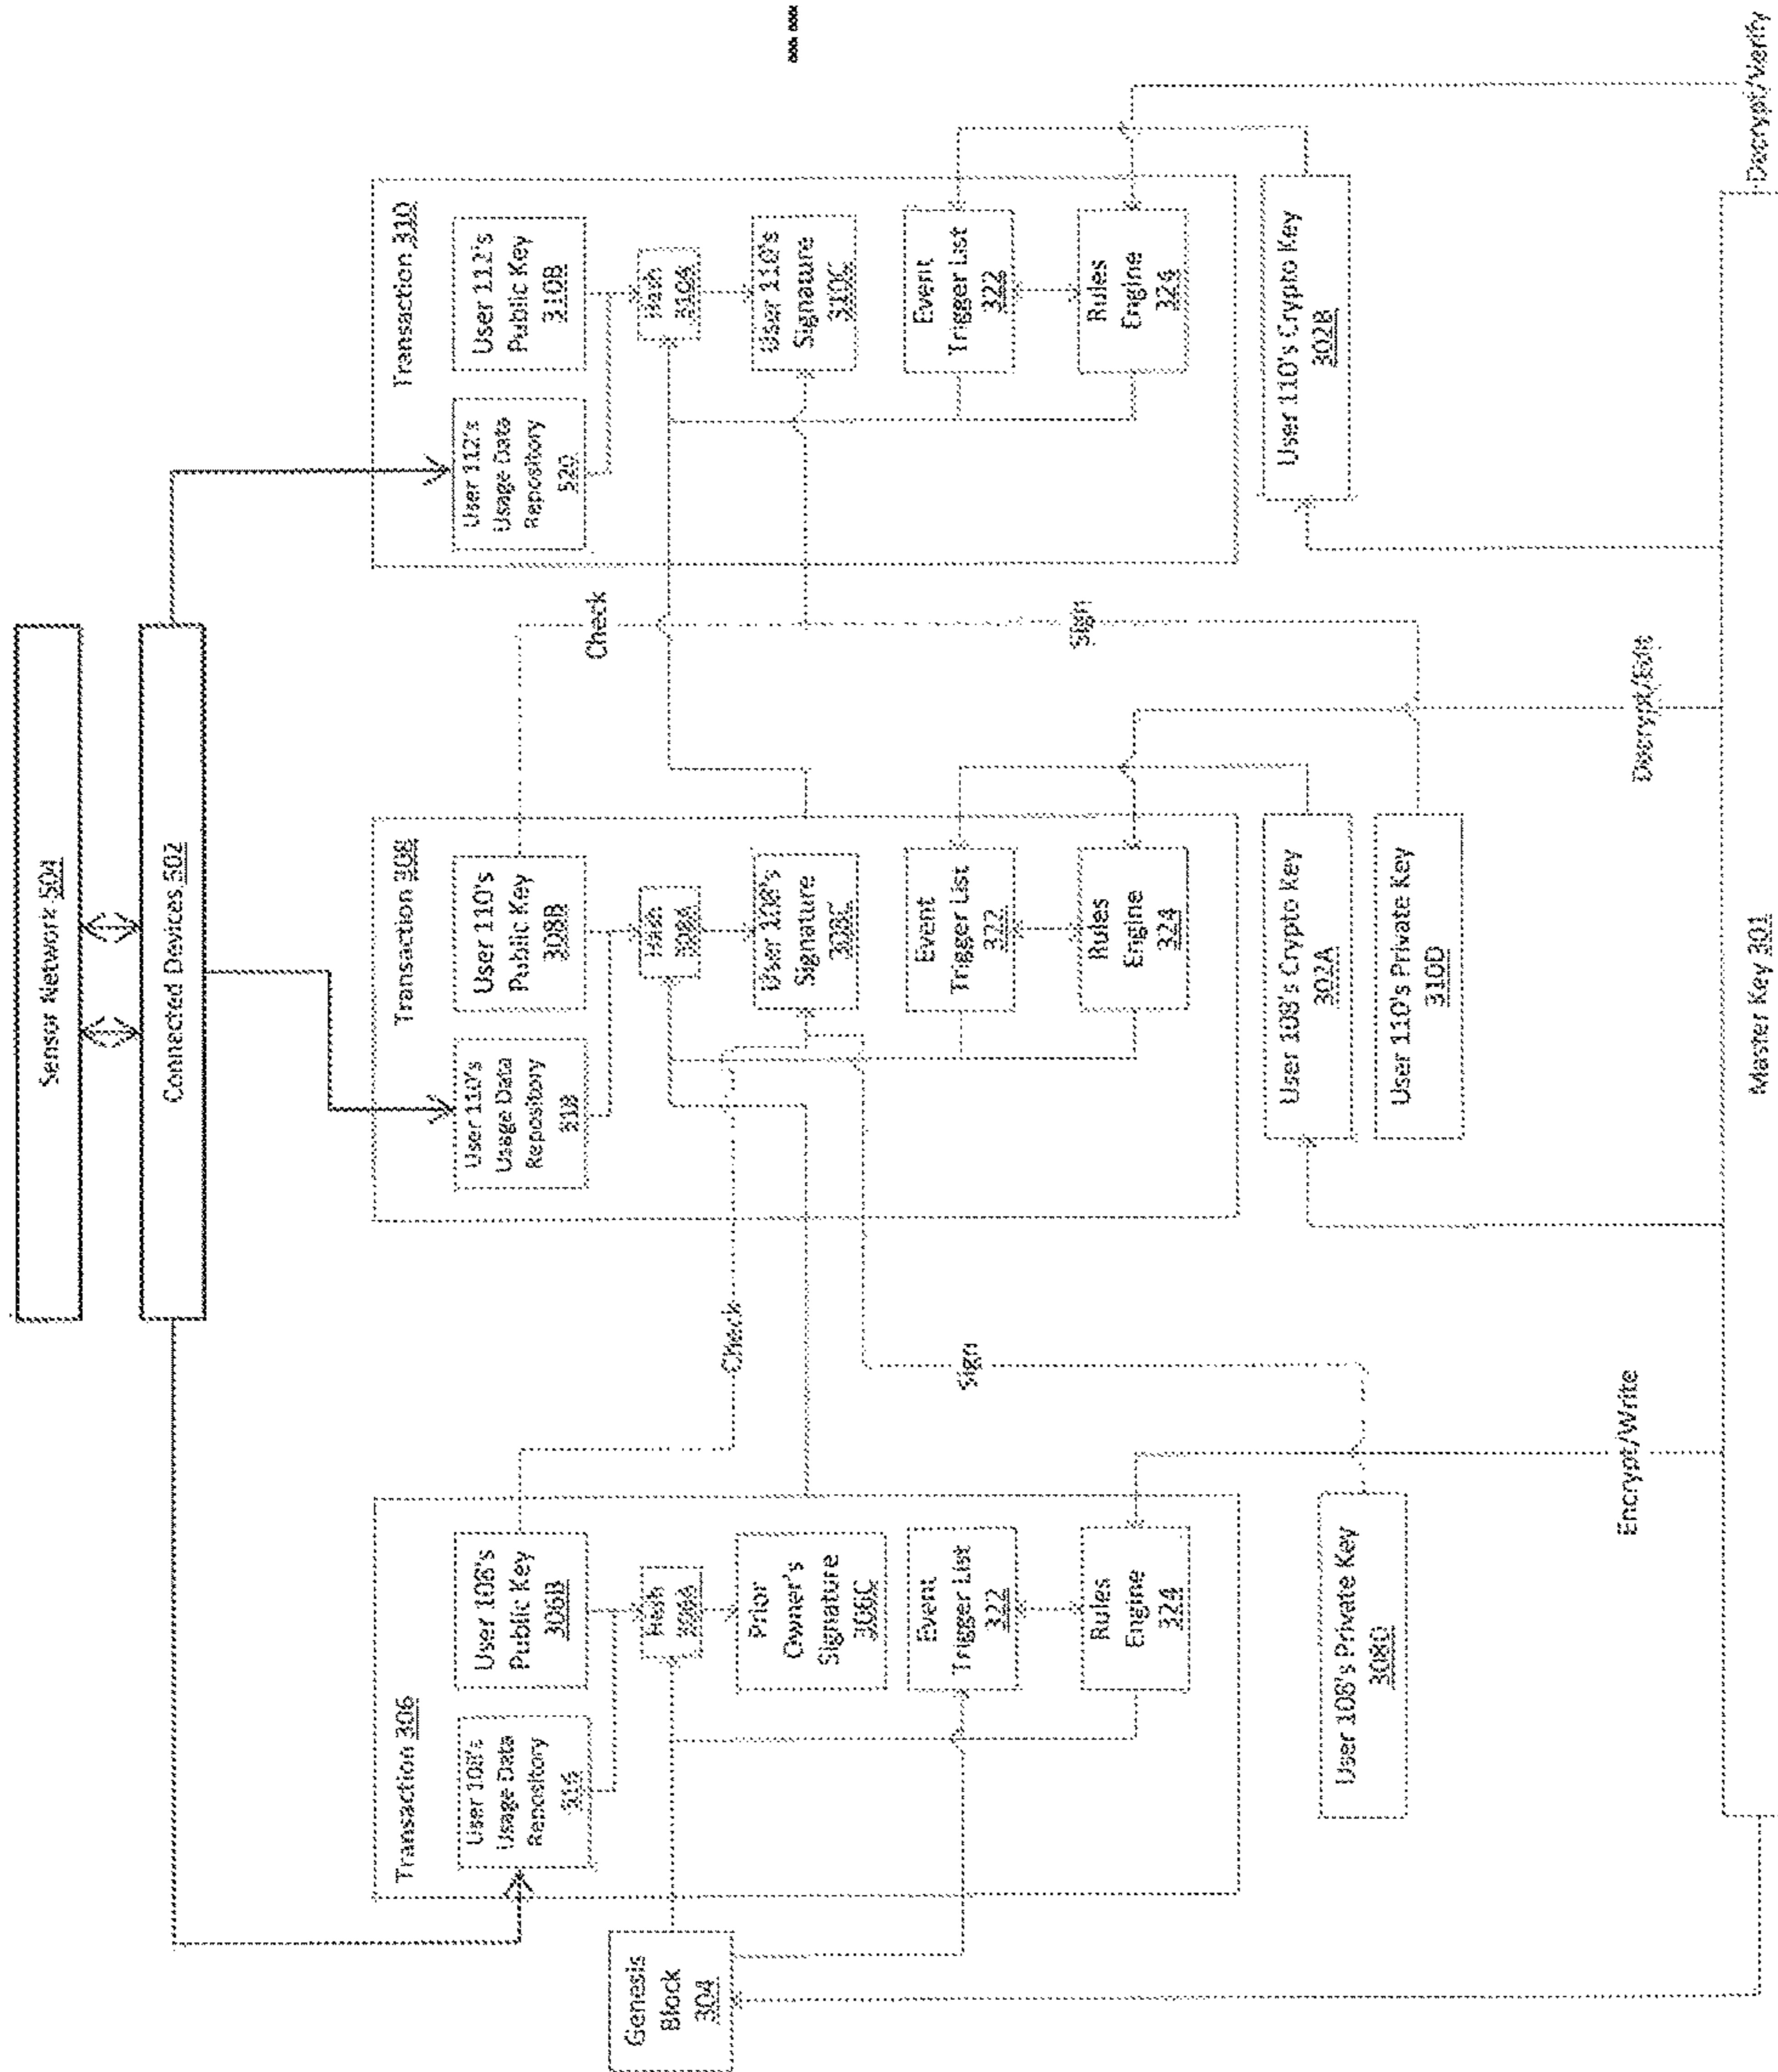 Sensor Network 504
Connected Devices 502
Transaction 306
User 108's
Usage Data
Repository
316
User 108's
Public Key
306B
Hash
306A
Prior
Owner's
Signature
306C
Event
Trigger List
322
Rules
Engine
324
Genesis
Block
304
User 108's Private Key
308D
Encrypt/Write
Check
Sign
Transaction 308
User 110's
Usage Data
Repository
User 110's
Public Key
308B
Hash
308A
User 108's
Signature
308C
Event
Trigger List
322
Rules
Engine
324
User 108's Crypto Key
302A
User 110's Private Key
310D
Decrypt/Edit
Check
Sign
Transaction 310
User 112's
Usage Data
Repository
520
User 112's
Public Key
310B
Hash
310A
User 110's
Signature
310C
Event
Trigger List
322
Rules
Engine
324
User 110's Crypto Key
302B
Decrypt/Verify
Master Key 301